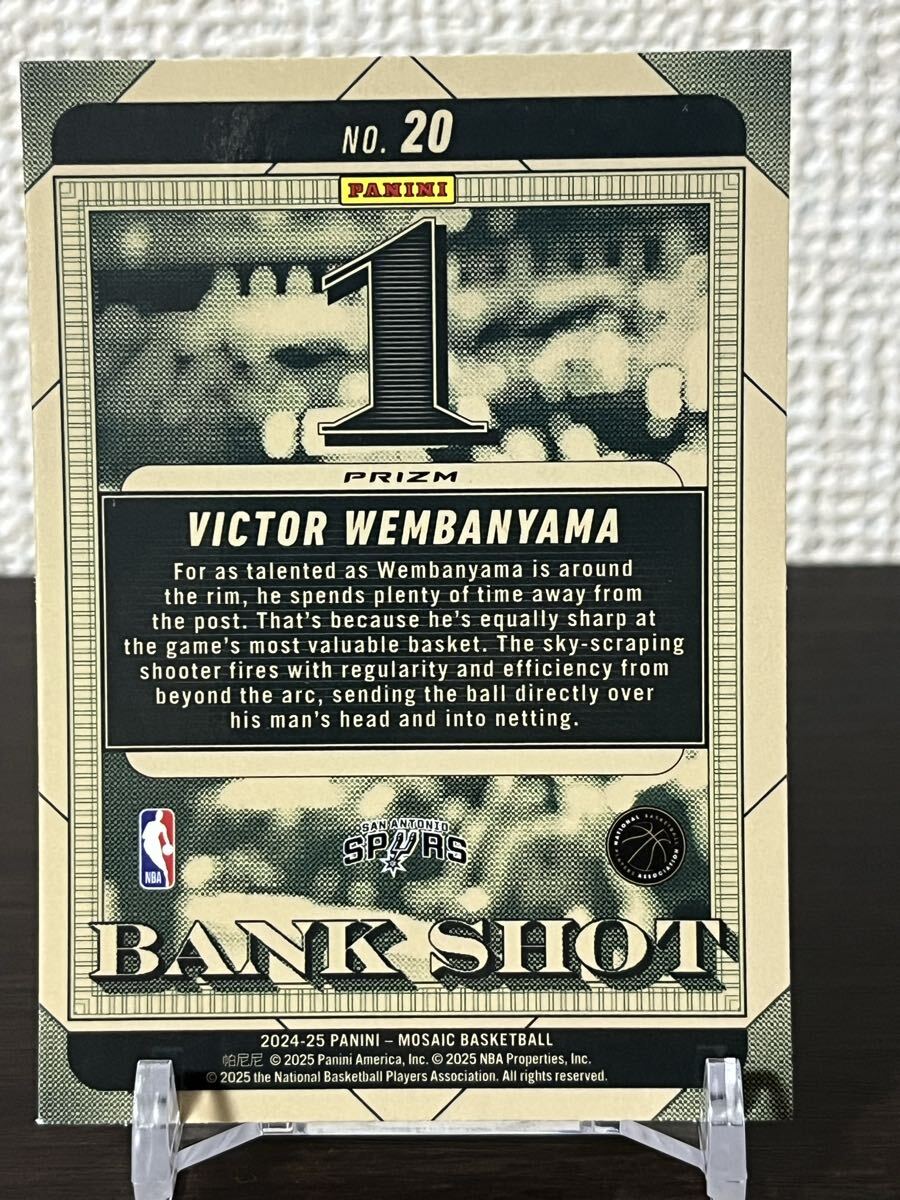 NO. 20
PANINI
1
PRIZM
VICTOR WEMBANYAMA
For as talented as Wembanyama is around
the rim, he spends plenty of time away from
the post. That's because he's equally sharp at
the game's most valuable basket. The sky-scraping
shooter fires with regularity and efficiency from
beyond the arc, sending the ball directly over
his man's head and into netting.
NBA
SAN ANTONIO
SPURS
NATIONAL BASKETBALL
PLAYERS ASSOCIATION
BANK SHOT
2024-25 PANINI – MOSAIC BASKETBALL
帕尼尼 © 2025 Panini America, Inc. © 2025 NBA Properties, Inc.
© 2025 the National Basketball Players Association. All rights reserved.